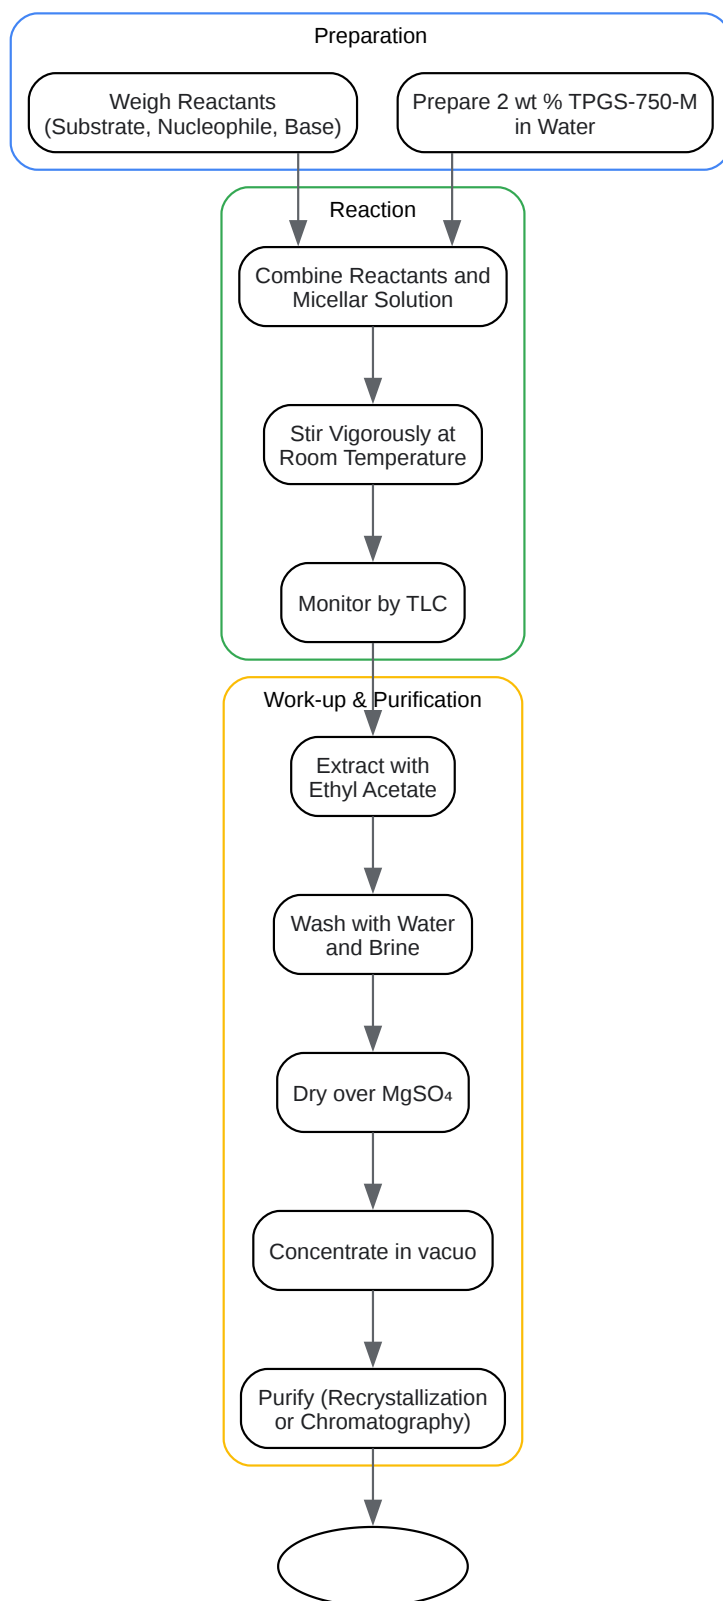 Preparation
Weigh Reactants
(Substrate, Nucleophile, Base)
Prepare 2 wt % TPGS-750-M
in Water
Reaction
Combine Reactants and
Micellar Solution
Stir Vigorously at
Room Temperature
Monitor by TLC
Work-up & Purification
Extract with
Ethyl Acetate
Wash with Water
and Brine
Dry over MgSO₄
Concentrate in vacuo
Purify (Recrystallization
or Chromatography)